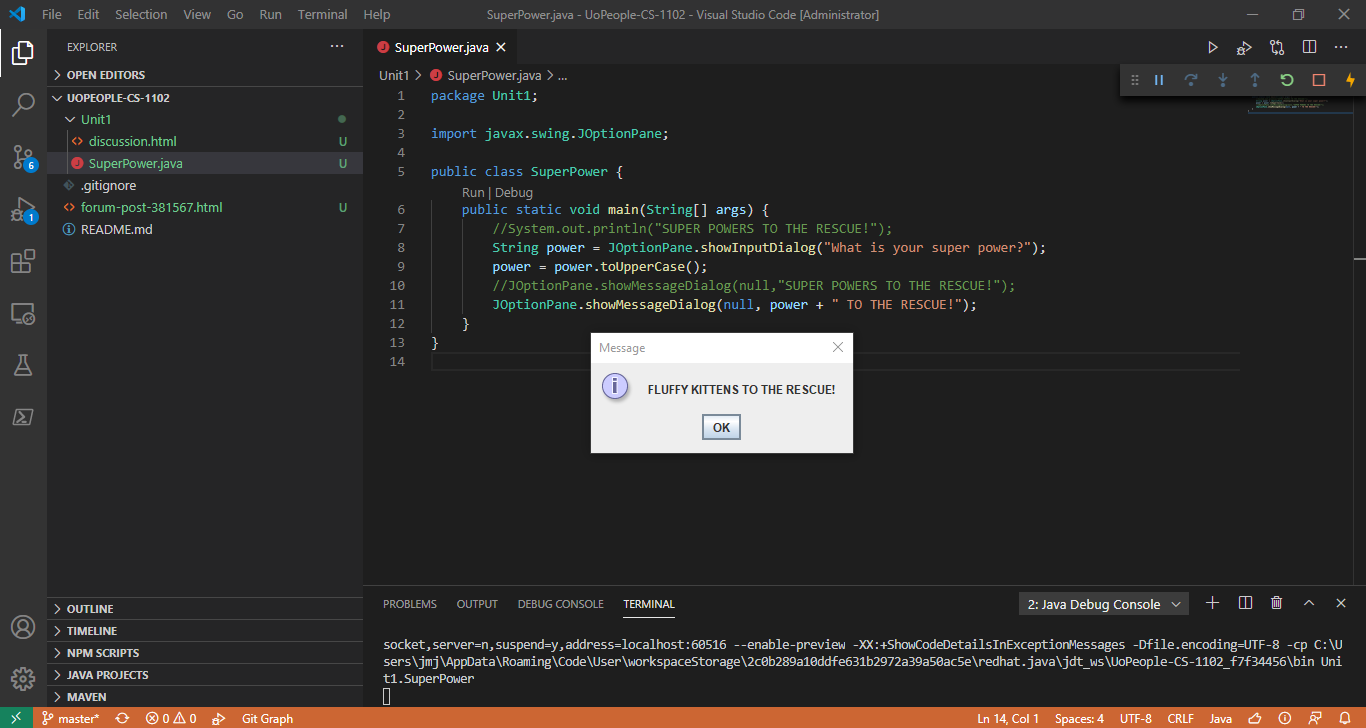 File Edit Selection View Go Run Terminal Help
SuperPower.java - UoPeople-CS-1102 - Visual Studio Code [Administrator]
EXPLORER
OPEN EDITORS
UOPEOPLE-CS-1102
Unit1
discussion.html U
SuperPower.java U
.gitignore
forum-post-381567.html U
README.md
6
1
OUTLINE
TIMELINE
NPM SCRIPTS
JAVA PROJECTS
MAVEN
SuperPower.java
Unit1 > SuperPower.java > ...
1 package Unit1;
2
3 import javax.swing.JOptionPane;
4
5 public class SuperPower {
Run | Debug
6 public static void main(String[] args) {
7 //System.out.println("SUPER POWERS TO THE RESCUE!");
8 String power = JOptionPane.showInputDialog("What is your super power?");
9 power = power.toUpperCase();
10 //JOptionPane.showMessageDialog(null,"SUPER POWERS TO THE RESCUE!");
11 JOptionPane.showMessageDialog(null, power + " TO THE RESCUE!");
12 }
13 }
14
Message
FLUFFY KITTENS TO THE RESCUE!
OK
PROBLEMS OUTPUT DEBUG CONSOLE TERMINAL
2: Java Debug Console
socket,server=n,suspend=y,address=localhost:60516 --enable-preview -XX:+ShowCodeDetailsInExceptionMessages -Dfile.encoding=UTF-8 -cp C:\U
sers\jmj\AppData\Roaming\Code\User\workspaceStorage\2c0b289a10ddfe631b2972a39a50ac5e\redhat.java\jdt_ws\UoPeople-CS-1102_f7f34456\bin Uni
t1.SuperPower
master* 0 0 Git Graph
Ln 14, Col 1 Spaces: 4 UTF-8 CRLF Java